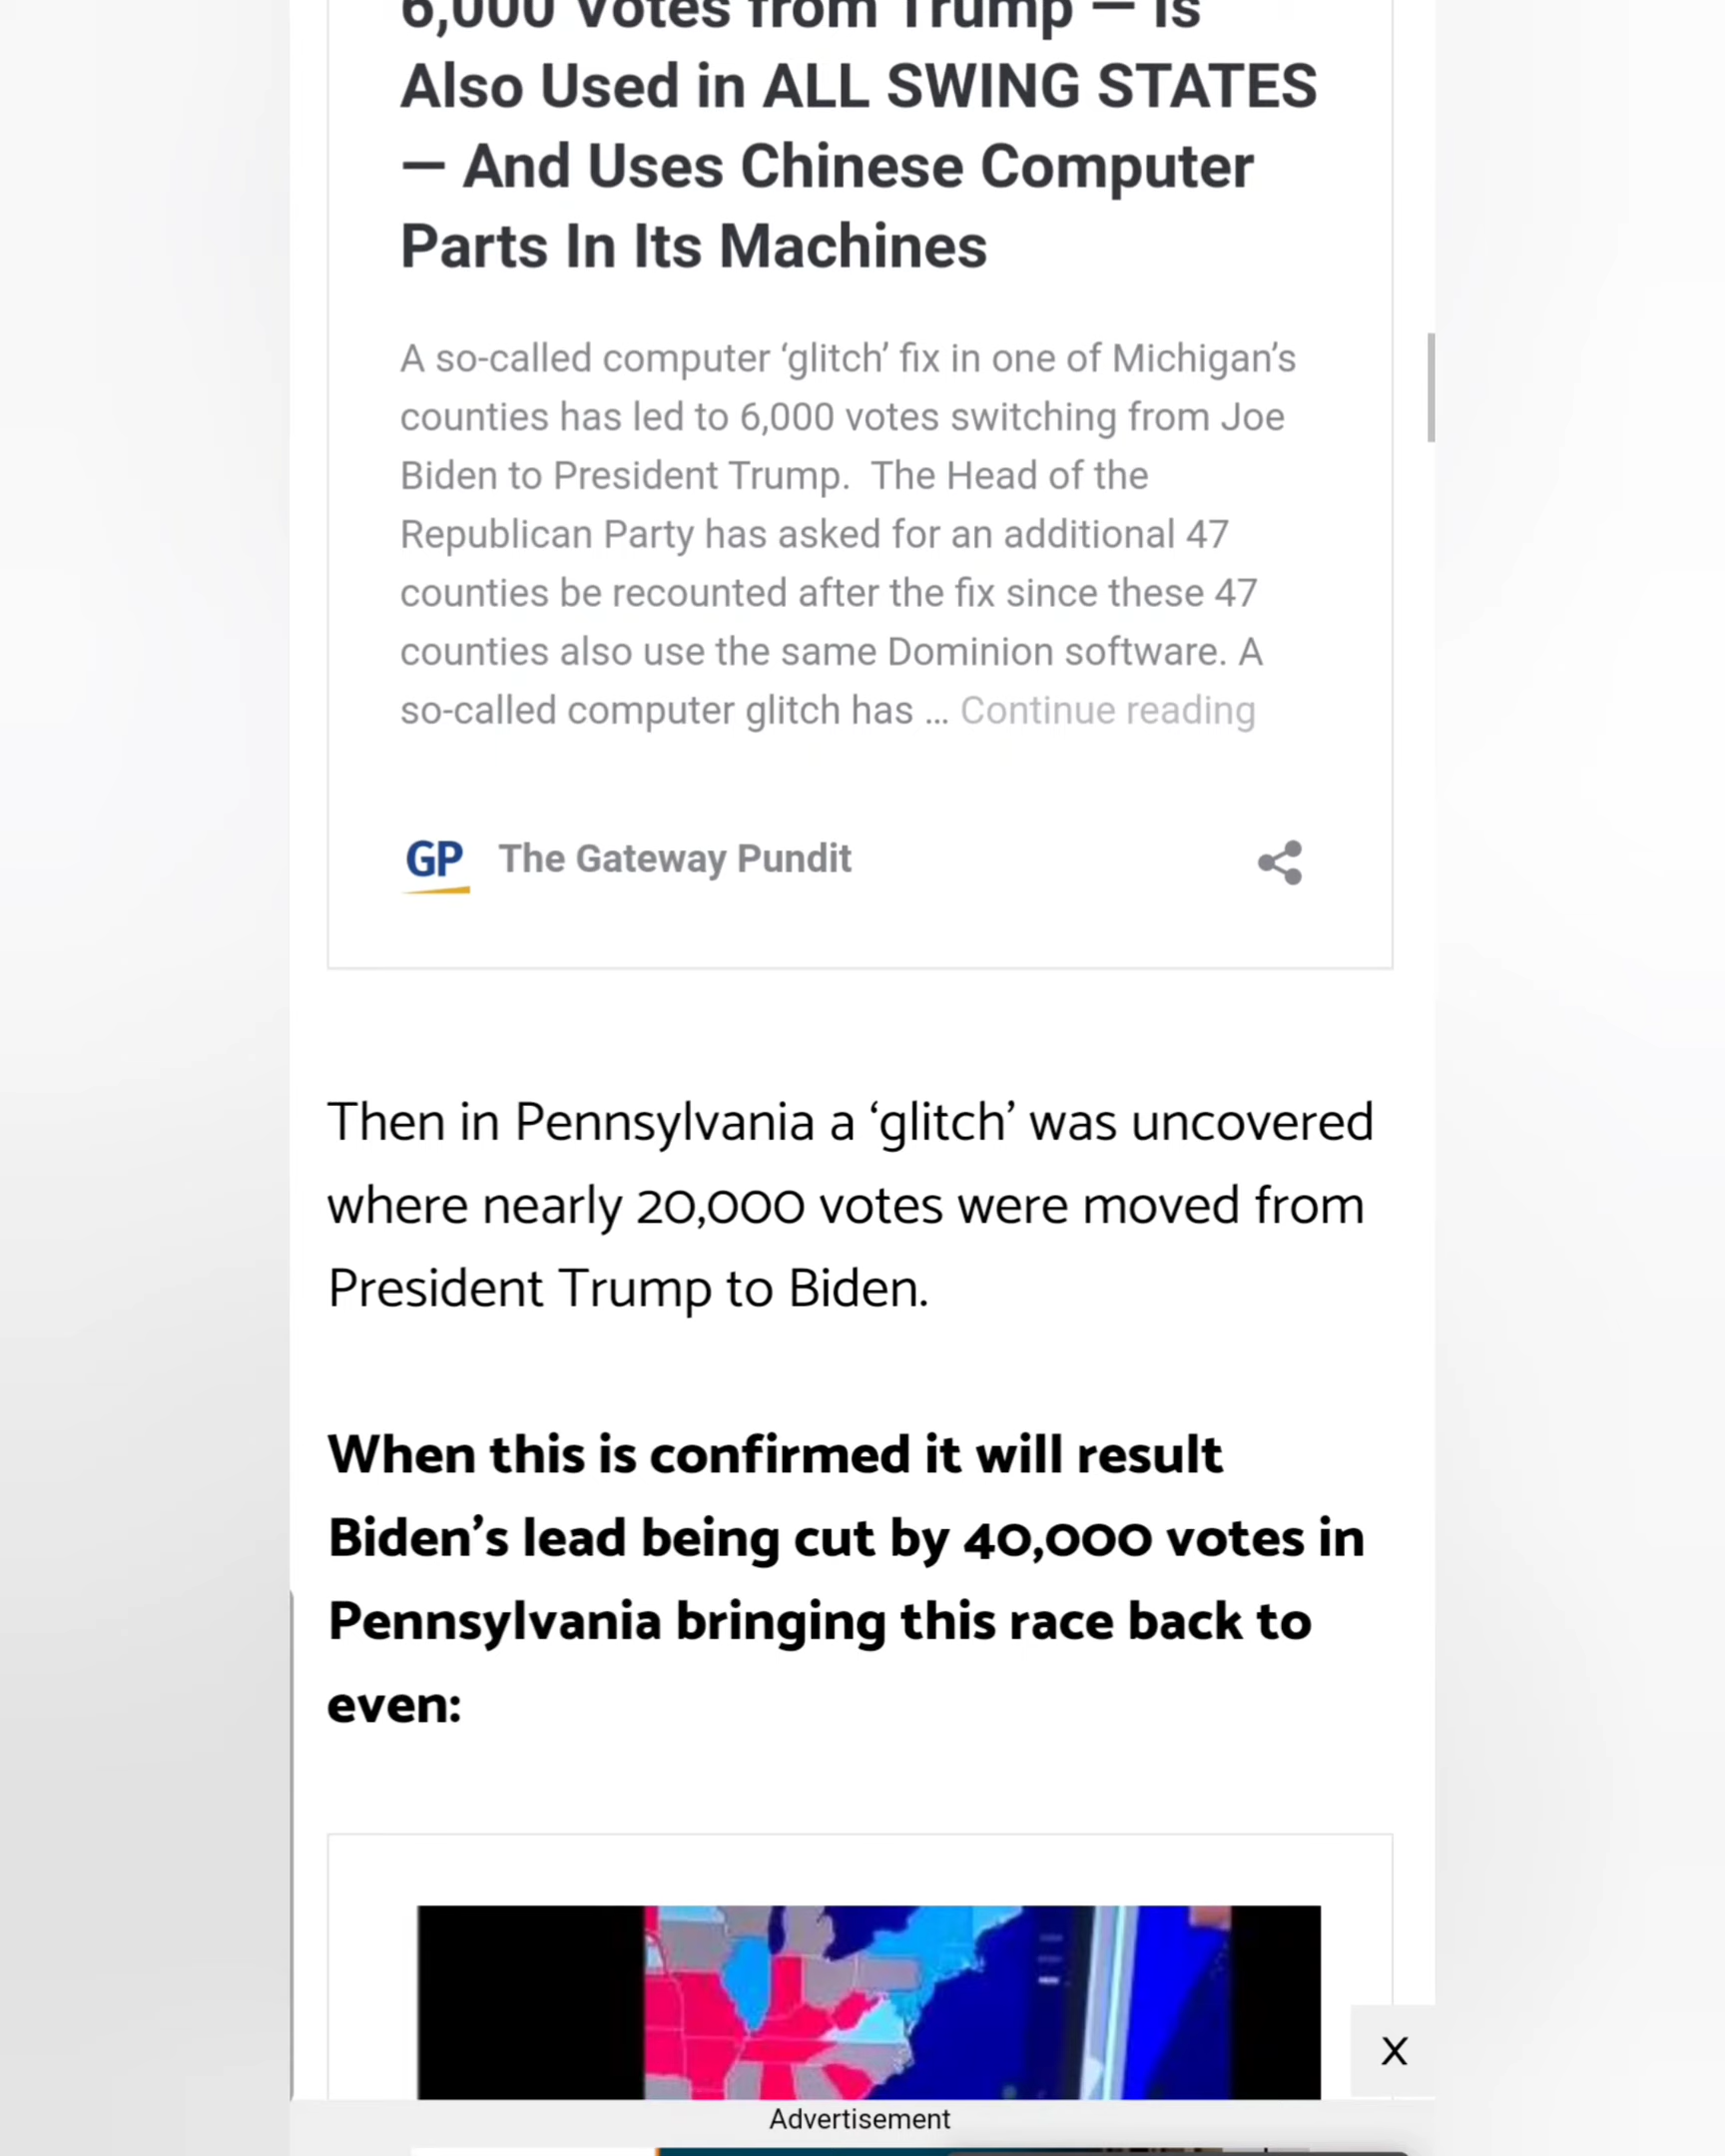 6,000 Votes from Trump — Is
Also Used in ALL SWING STATES
— And Uses Chinese Computer
Parts In Its Machines
A so-called computer ‘glitch’ fix in one of Michigan’s
counties has led to 6,000 votes switching from Joe
Biden to President Trump.  The Head of the
Republican Party has asked for an additional 47
counties be recounted after the fix since these 47
counties also use the same Dominion software. A
so-called computer glitch has ... Continue reading
GP The Gateway Pundit
Then in Pennsylvania a ‘glitch’ was uncovered
where nearly 20,000 votes were moved from
President Trump to Biden.
When this is confirmed it will result
Biden’s lead being cut by 40,000 votes in
Pennsylvania bringing this race back to
even:
X
Advertisement